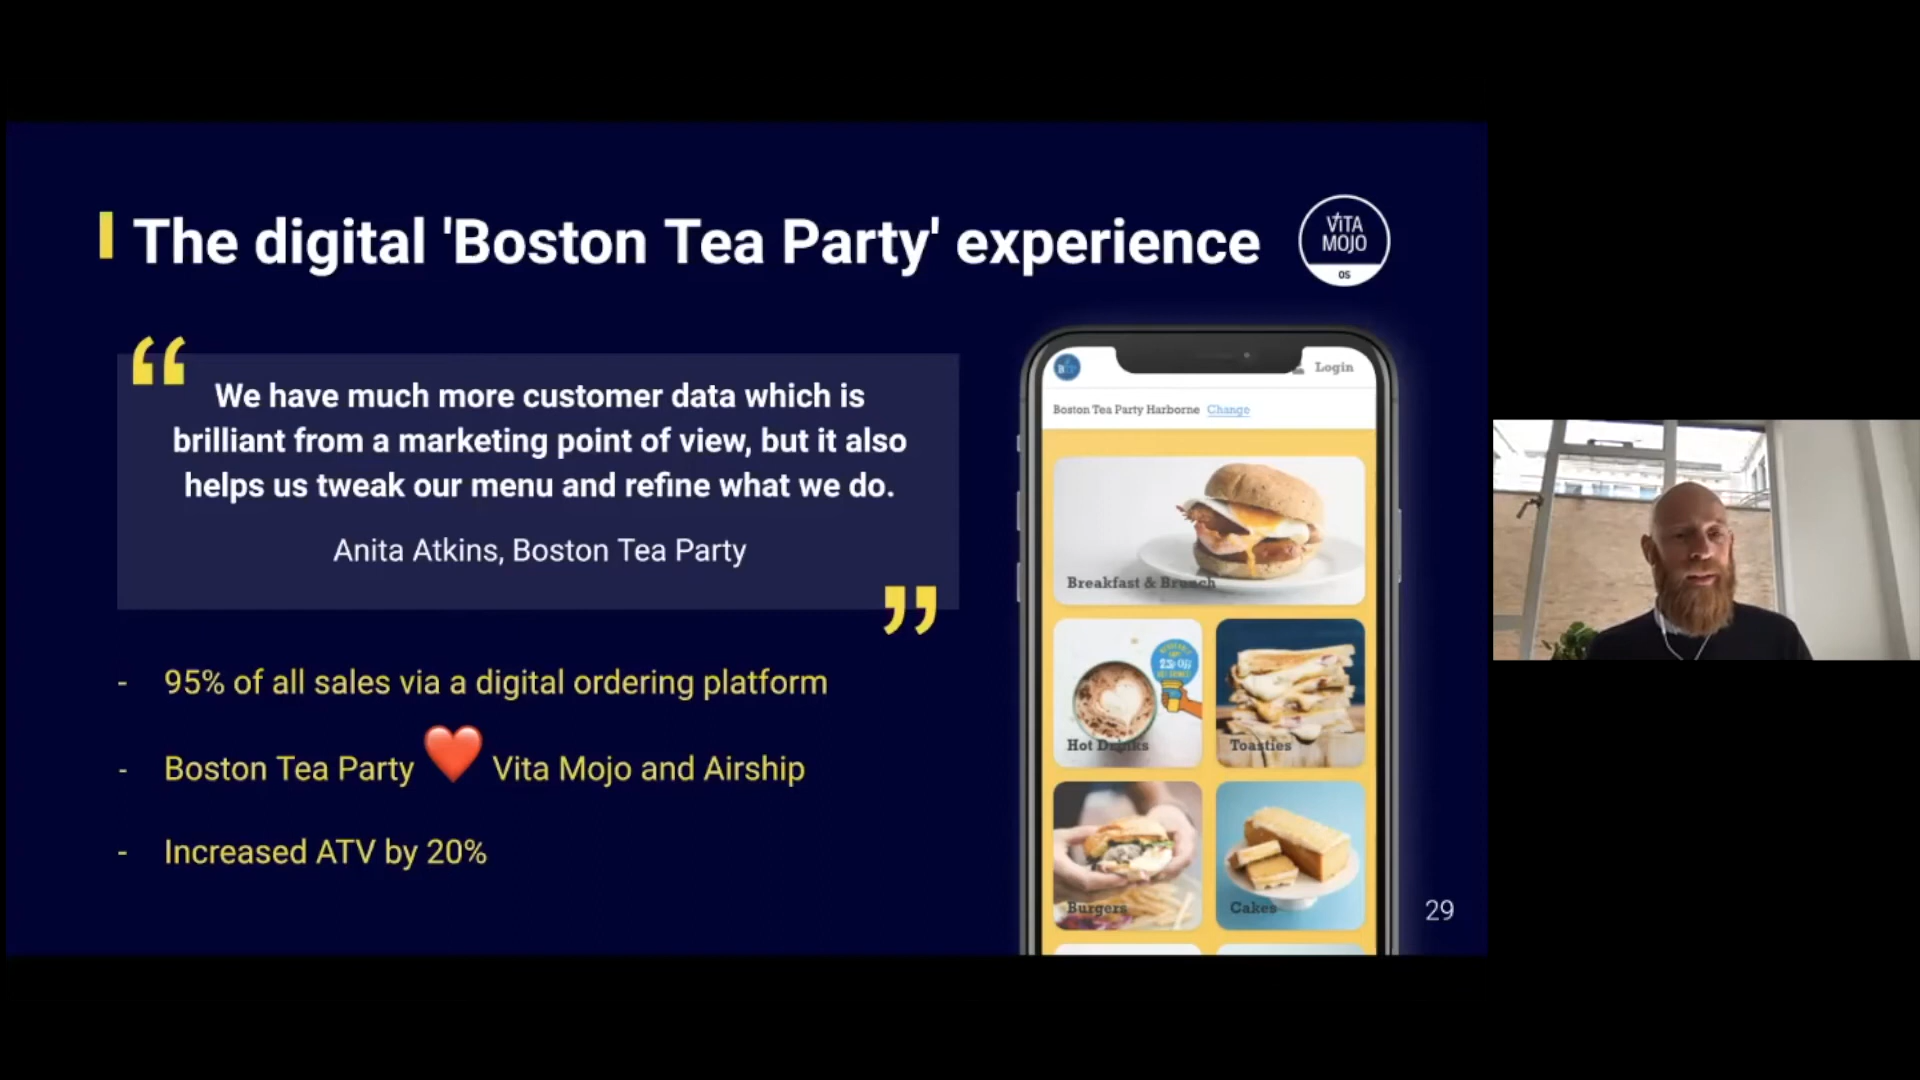 The digital 'Boston Tea Party' experience
ViTA
MOJO
OS
“
We have much more customer data which is
brilliant from a marketing point of view, but it also
helps us tweak our menu and refine what we do.
Anita Atkins, Boston Tea Party
”
- 95% of all sales via a digital ordering platform
- Boston Tea Party ❤️ Vita Mojo and Airship
- Increased ATV by 20%
Login
Boston Tea Party Harborne Change
Breakfast & Brunch
Hot Drinks
Toasties
Burgers
Cakes
29